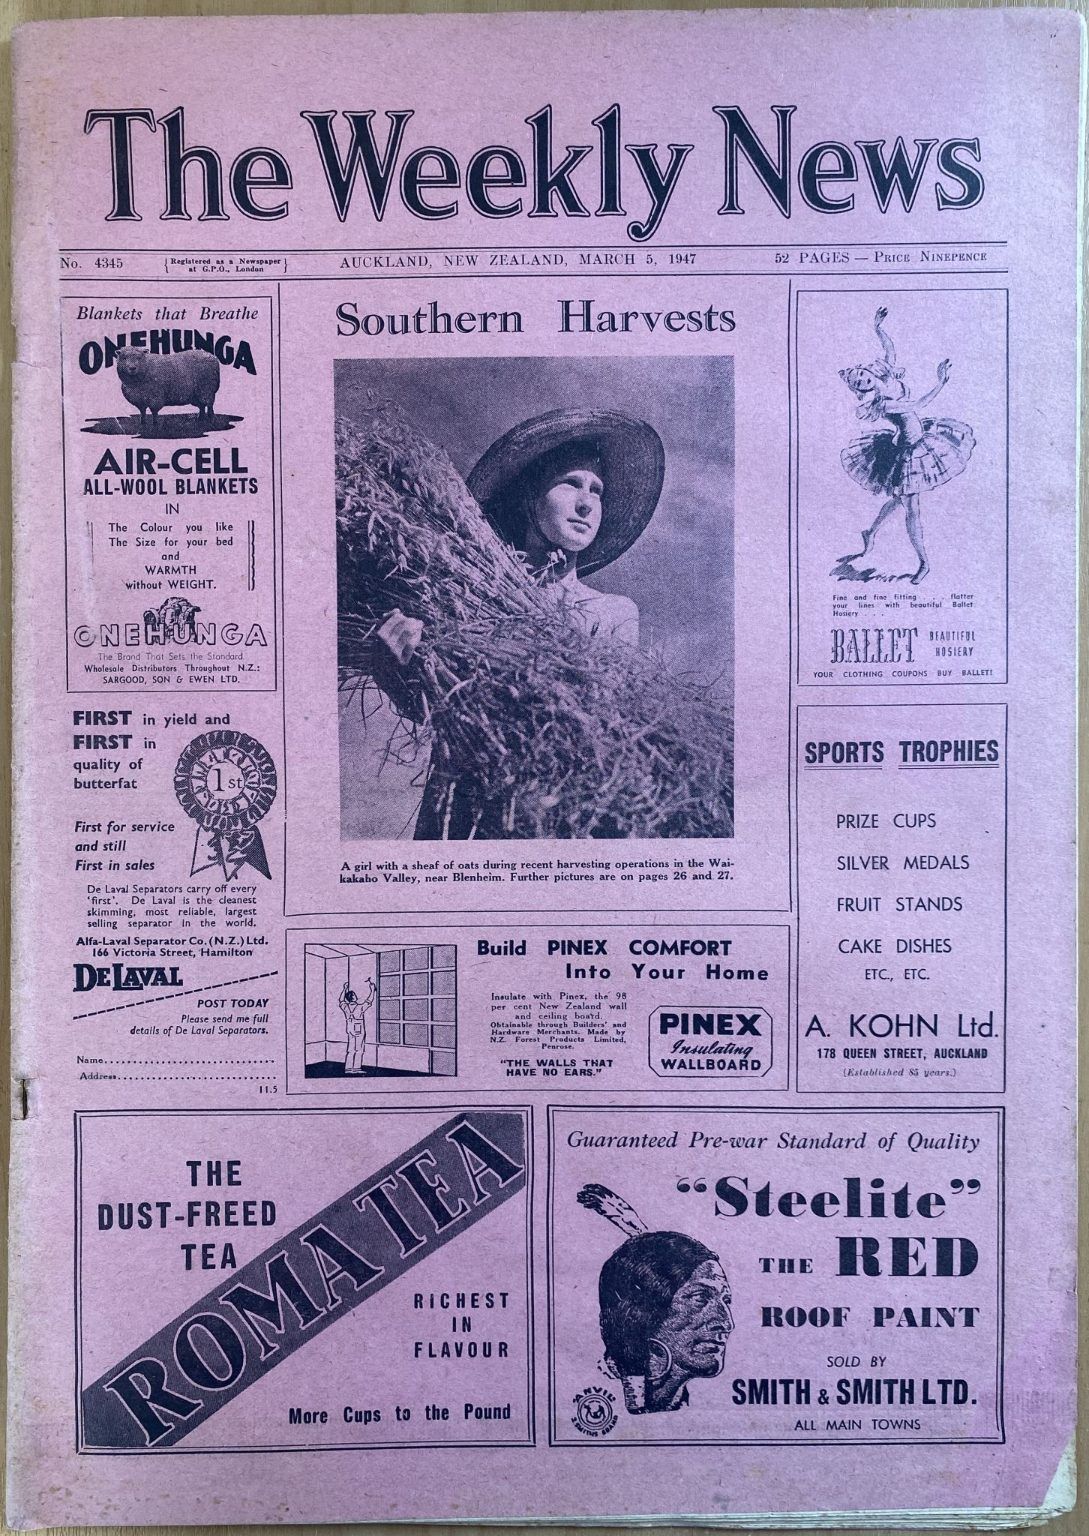 The Weekly News
No. 4345
Registered as a Newspaper
at G.P.O., London
AUCKLAND, NEW ZEALAND, MARCH 5, 1947
52 PAGES — PRICE NINEPENCE
Blankets that Breathe
ONEHUNGA
AIR-CELL
ALL-WOOL BLANKETS
IN
The Colour you like
The Size for your bed
and
WARMTH
without WEIGHT.
ONEHUNGA
The Brand That Sets the Standard.
Wholesale Distributors Throughout N.Z.:
SARGOOD, SON & EWEN LTD.
FIRST in yield and
FIRST in
quality of
butterfat
1st
First for service
and still
First in sales
De Laval Separators carry off every
'first'. De Laval is the cleanest
skimming, most reliable, largest
selling separator in the world.
Alfa-Laval Separator Co. (N.Z.) Ltd.
166 Victoria Street, Hamilton
DE LAVAL
POST TODAY
Please send me full
details of De Laval Separators.
Name
Address
11.5
Southern Harvests
A girl with a sheaf of oats during recent harvesting operations in the Wai-
kakaho Valley, near Blenheim. Further pictures are on pages 26 and 27.
Build PINEX COMFORT
Into Your Home
Insulate with Pinex, the 98
per cent New Zealand wall
and ceiling board.
Obtainable through Builders' and
Hardware Merchants. Made by
N.Z. Forest Products Limited,
Penrose.
"THE WALLS THAT
HAVE NO EARS."
PINEX
Insulating
WALLBOARD
Fine and fine fitting . . . flatter
your lines with beautiful Ballet
Hosiery . . .
BALLET BEAUTIFUL
HOSIERY
YOUR CLOTHING COUPONS BUY BALLET!
SPORTS TROPHIES
PRIZE CUPS
SILVER MEDALS
FRUIT STANDS
CAKE DISHES
ETC., ETC.
A. KOHN Ltd.
178 QUEEN STREET, AUCKLAND
(Established 85 years.)
THE
DUST-FREED
TEA
ROMA TEA
RICHEST
IN
FLAVOUR
More Cups to the Pound
Guaranteed Pre-war Standard of Quality
"Steelite"
THE RED
ROOF PAINT
SOLD BY
SMITH & SMITH LTD.
ALL MAIN TOWNS
ANVIL
BRAND